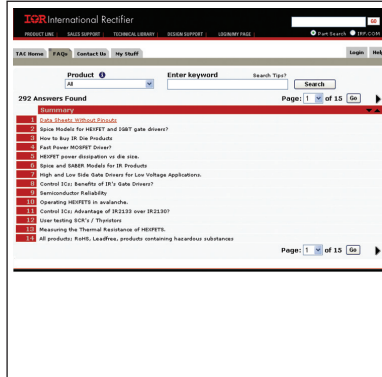 IOR International Rectifier
GO
PRODUCT LINE | SALES SUPPORT | TECHNICAL LIBRARY | DESIGN SUPPORT | LOGIN/MY PAGE | Part Search IRF.COM
TAC Home FAQs Contact Us My Stuff Login Help
Product Enter keyword Search Tips?
All Search
292 Answers Found Page: 1 of 15 Go
Summary
1 Data Sheets Without Pinouts
2 Spice Models for HEXFET and IGBT gate drivers?
3 How to Buy IR Die Products
4 Fast Power MOSFET Driver?
5 HEXFET power dissipation vs die size.
6 Spice and SABER Models for IR Products
7 High and Low Side Gate Drivers for Low Voltage Applications.
8 Control ICs; Benefits of IR's Gate Drivers?
9 Semiconductor Reliability
10 Operating HEXFETS in avalanche.
11 Control ICs; Advantage of IR2133 over IR2130?
12 User testing SCR's / Thyristors
13 Measuring the Thermal Resistance of HEXFETS.
14 All products; RoHS, Leadfree, products containing hazardous substances
Page: 1 of 15 Go